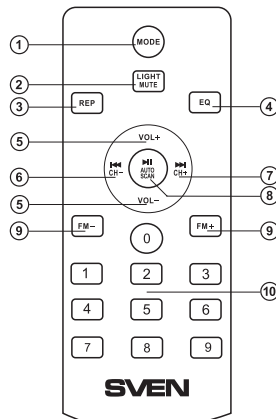 1 MODE
2 LIGHT
MUTE
3 REP EQ 4
5 VOL+
6 CH– AUTO SCAN CH+ 7
8
5 VOL–
9 FM– FM+ 9
0
1 2 3
10
4 5 6
7 8 9
SVEN